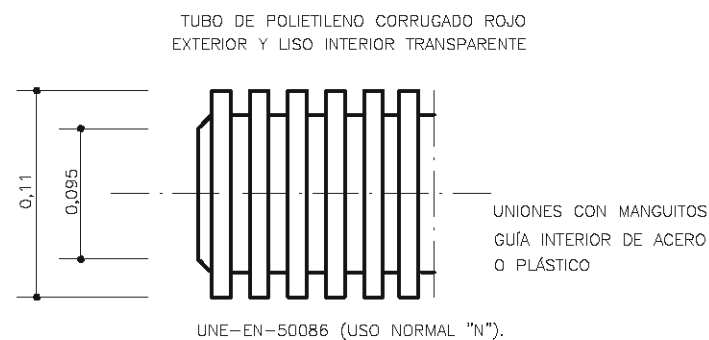 TUBO DE POLIETILENO CORRUGADO ROJO
EXTERIOR Y LISO INTERIOR TRANSPARENTE
0,11
0,095
UNIONES CON MANGUITOS
GUÍA INTERIOR DE ACERO
O PLÁSTICO
UNE-EN-50086 (USO NORMAL "N").